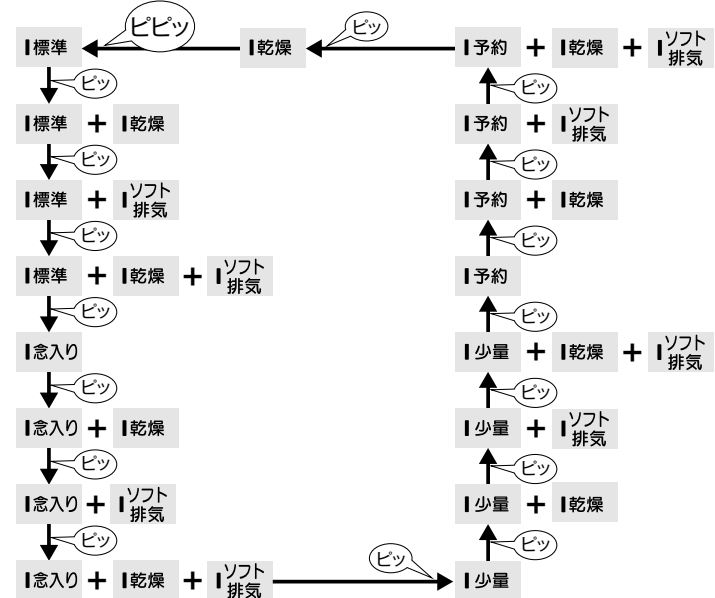 標準
ピピッ
乾燥
ピッ
予約 + 乾燥 + ソフト排気
ピッ
標準 + 乾燥
ピッ
標準 + ソフト排気
ピッ
標準 + 乾燥 + ソフト排気
ピッ
念入り
ピッ
念入り + 乾燥
ピッ
念入り + ソフト排気
ピッ
念入り + 乾燥 + ソフト排気
ピッ
少量
ピッ
少量 + 乾燥
ピッ
少量 + ソフト排気
ピッ
少量 + 乾燥 + ソフト排気
ピッ
予約
ピッ
予約 + 乾燥
ピッ
予約 + ソフト排気
ピッ